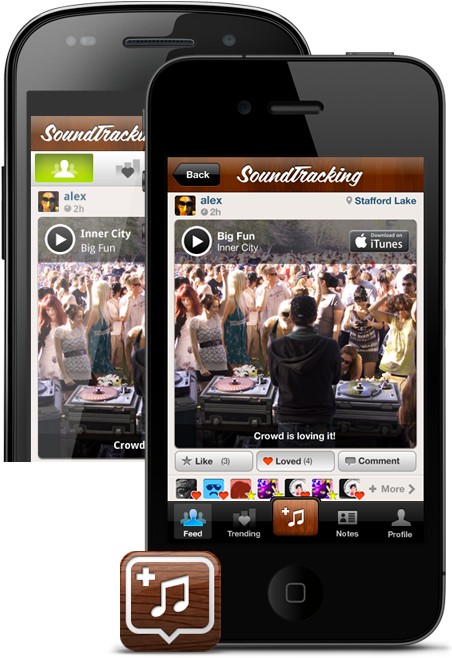 SoundTracki
alex
2h
Inner City
Big Fun
Crowd
Back
SoundTracking
alex
2h
Stafford Lake
Big Fun
Inner City
Download on
iTunes
Crowd is loving it!
Like (3)
Loved (4)
Comment
+ More
Feed
Trending
Notes
Profile